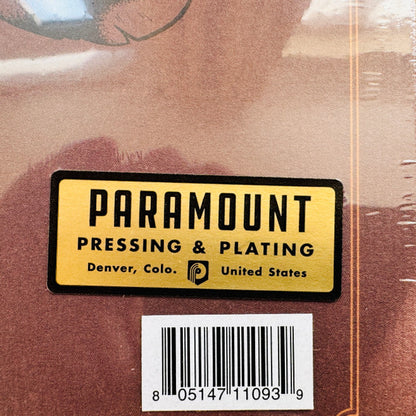 PARAMOUNT
PRESSING & PLATING
Denver, Colo. United States
8 05147 11093 9